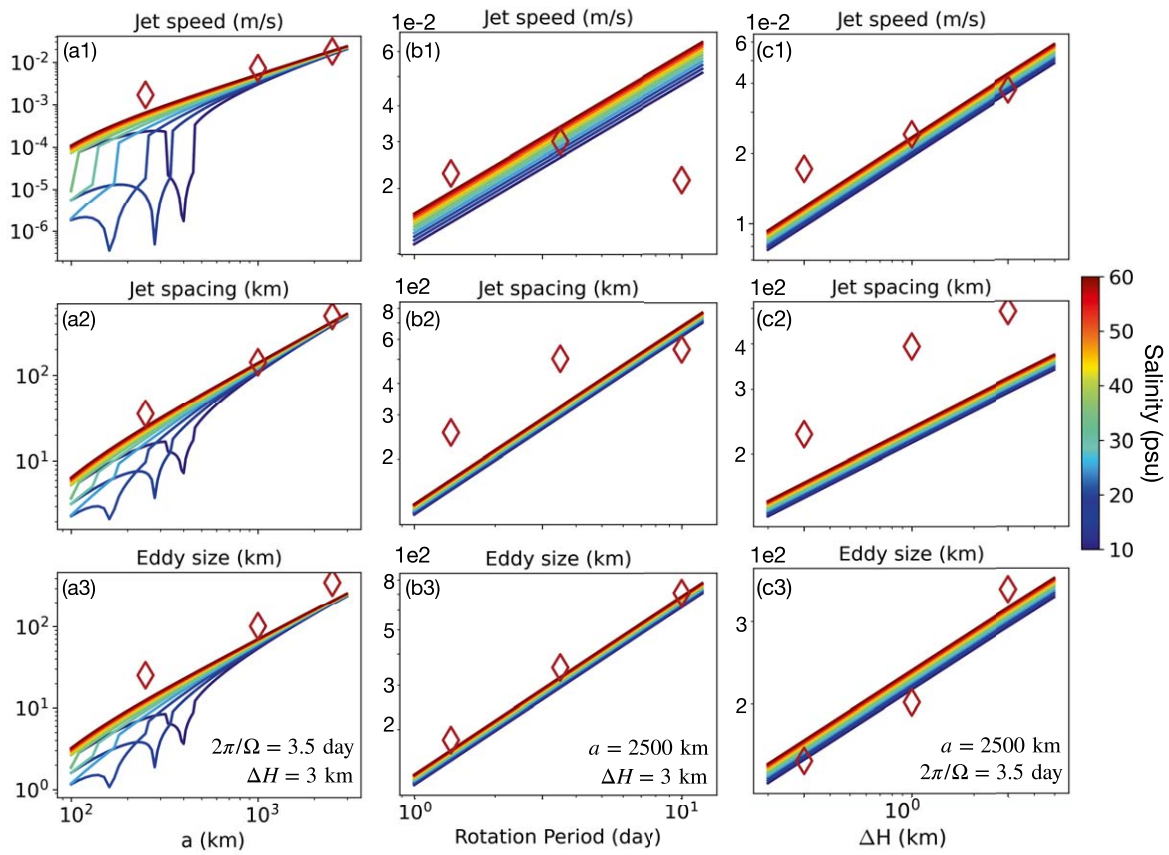 Jet speed (m/s)
(a1)
10⁻²
10⁻³
10⁻⁴
10⁻⁵
10⁻⁶
1e-2
Jet speed (m/s)
(b1)
6
4
3
2
1e-2
Jet speed (m/s)
(c1)
6
4
2
1
Jet spacing (km)
(a2)
10²
10¹
1e2
Jet spacing (km)
(b2)
8
6
4
3
2
1e2
Jet spacing (km)
(c2)
4
3
2
Eddy size (km)
(a3)
10²
10¹
10⁰
2π/Ω = 3.5 day
ΔH = 3 km
10²
10³
a (km)
1e2
Eddy size (km)
(b3)
8
5
3
2
a = 2500 km
ΔH = 3 km
10⁰
10¹
Rotation Period (day)
1e2
Eddy size (km)
(c3)
3
2
a = 2500 km
2π/Ω = 3.5 day
10⁰
ΔH (km)
60
50
40
30
20
10
Salinity (psu)